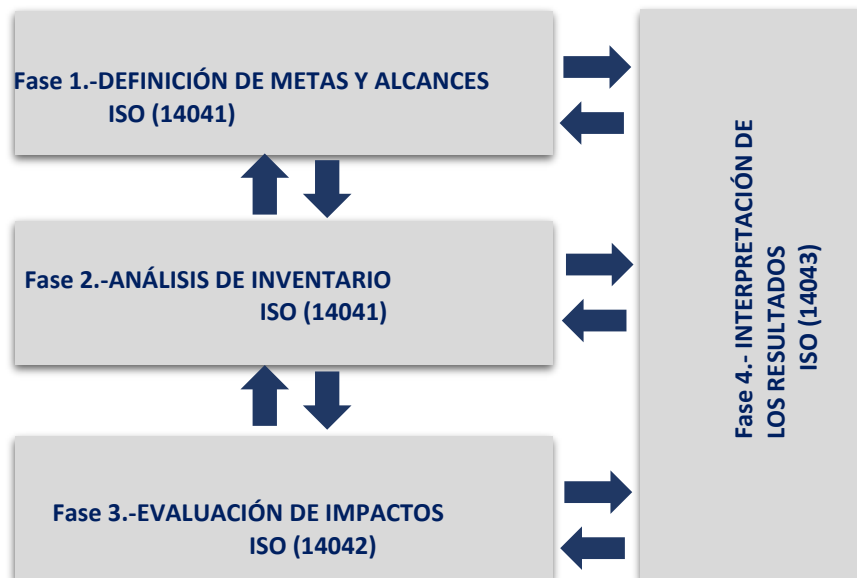 Fase 1.-DEFINICIÓN DE METAS Y ALCANCES
ISO (14041)
Fase 2.-ANÁLISIS DE INVENTARIO
ISO (14041)
Fase 3.-EVALUACIÓN DE IMPACTOS
ISO (14042)
Fase 4.- INTERPRETACIÓN DE
LOS RESULTADOS
ISO (14043)